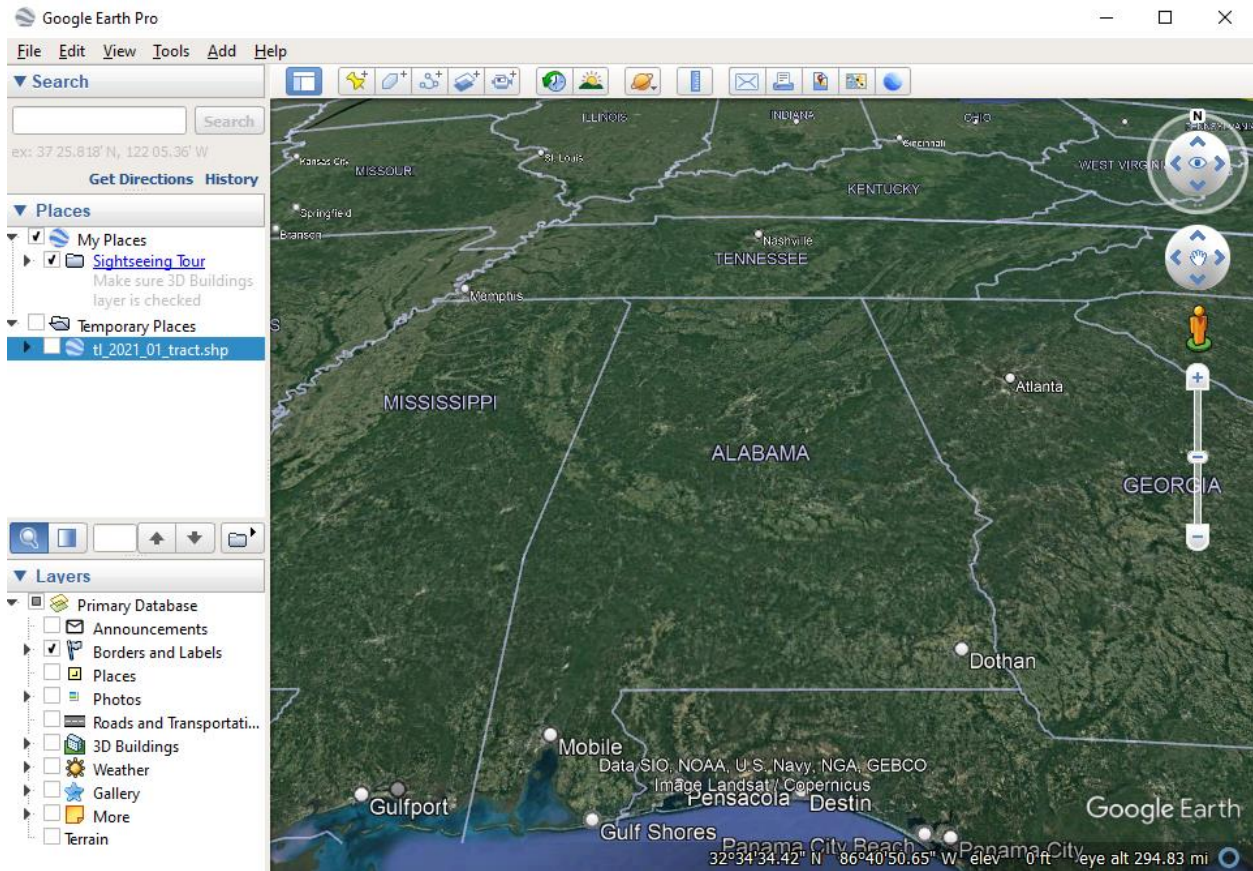 Google Earth Pro
File Edit View Tools Add Help
Search
Search
ex: 37 25.818' N, 122 05.36' W
Get Directions History
Places
My Places
Sightseeing Tour
Make sure 3D Buildings
layer is checked
Temporary Places
tl_2021_01_tract.shp
Layers
Primary Database
Announcements
Borders and Labels
Places
Photos
Roads and Transportati...
3D Buildings
Weather
Gallery
More
Terrain
N
ILLINOIS
INDIANA
OHIO
Cincinnati
Kansas City
St. Louis
MISSOURI
WEST VIRG
KENTUCKY
Springfield
Branson
Nashville
TENNESSEE
Memphis
S
Atlanta
MISSISSIPPI
ALABAMA
GEORGIA
Dothan
Mobile
Data SIO, NOAA, U.S. Navy, NGA, GEBCO
Image Landsat / Copernicus
Pensacola Destin
Gulfport
Google Earth
Gulf Shores
Panama City Beach
Panama City
32°34'34.42" N 86°40'50.65" W elev 0 ft eye alt 294.83 mi